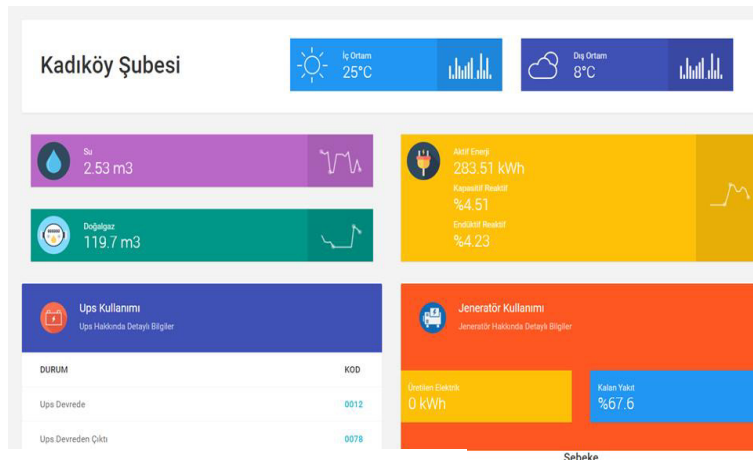 Kadıköy Şubesi
İç Ortam
25°C
Dış Ortam
8°C
Su
2.53 m3
Doğalgaz
119.7 m3
Aktif Enerji
283.51 kWh
Kapasitif Reaktif
%4.51
Endüktif Reaktif
%4.23
Ups Kullanımı
Ups Hakkında Detaylı Bilgiler
DURUM KOD
Ups Devrede 0012
Ups Devreden Çıktı 0078
Jeneratör Kullanımı
Jeneratör Hakkında Detaylı Bilgiler
Üretilen Elektrik
0 kWh
Kalan Yakıt
%67.6
Şebeke